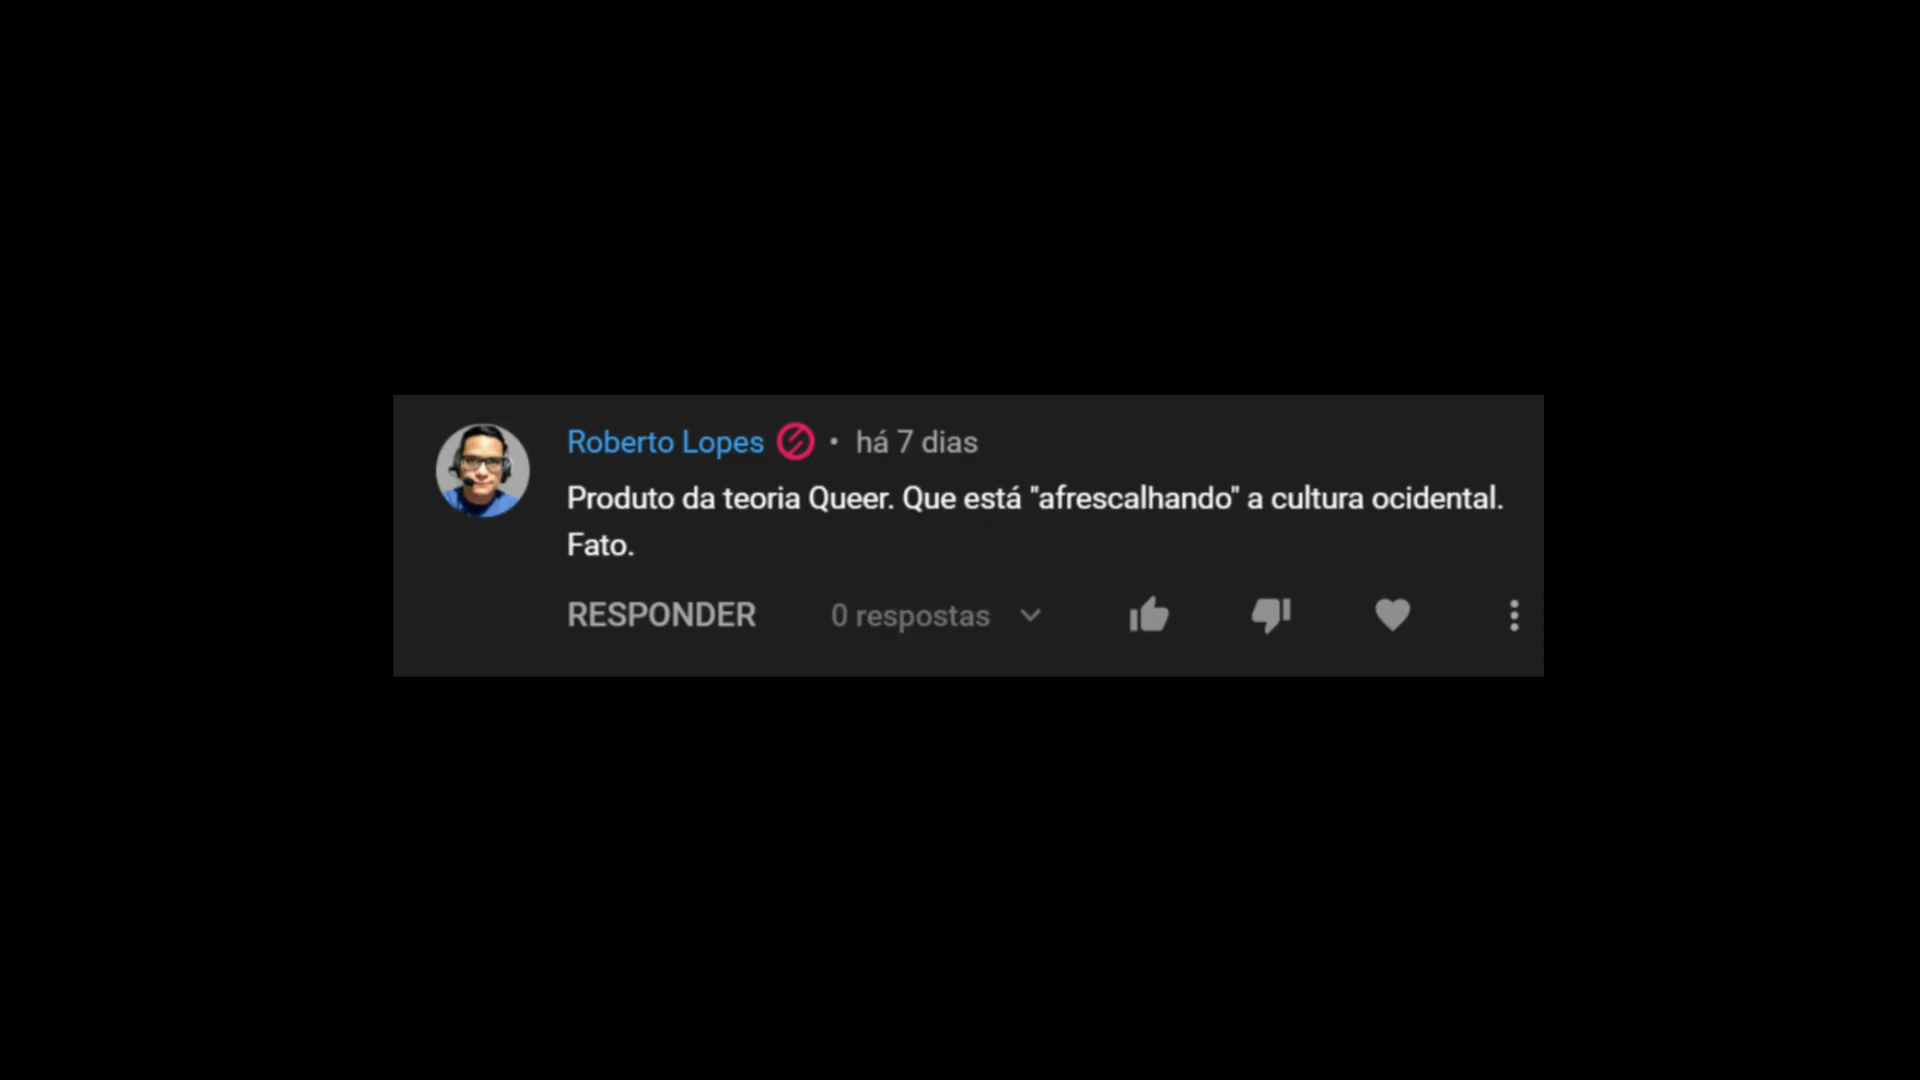 Roberto Lopes • há 7 dias
Produto da teoria Queer. Que está "afrescalhando" a cultura ocidental.
Fato.
RESPONDER 0 respostas